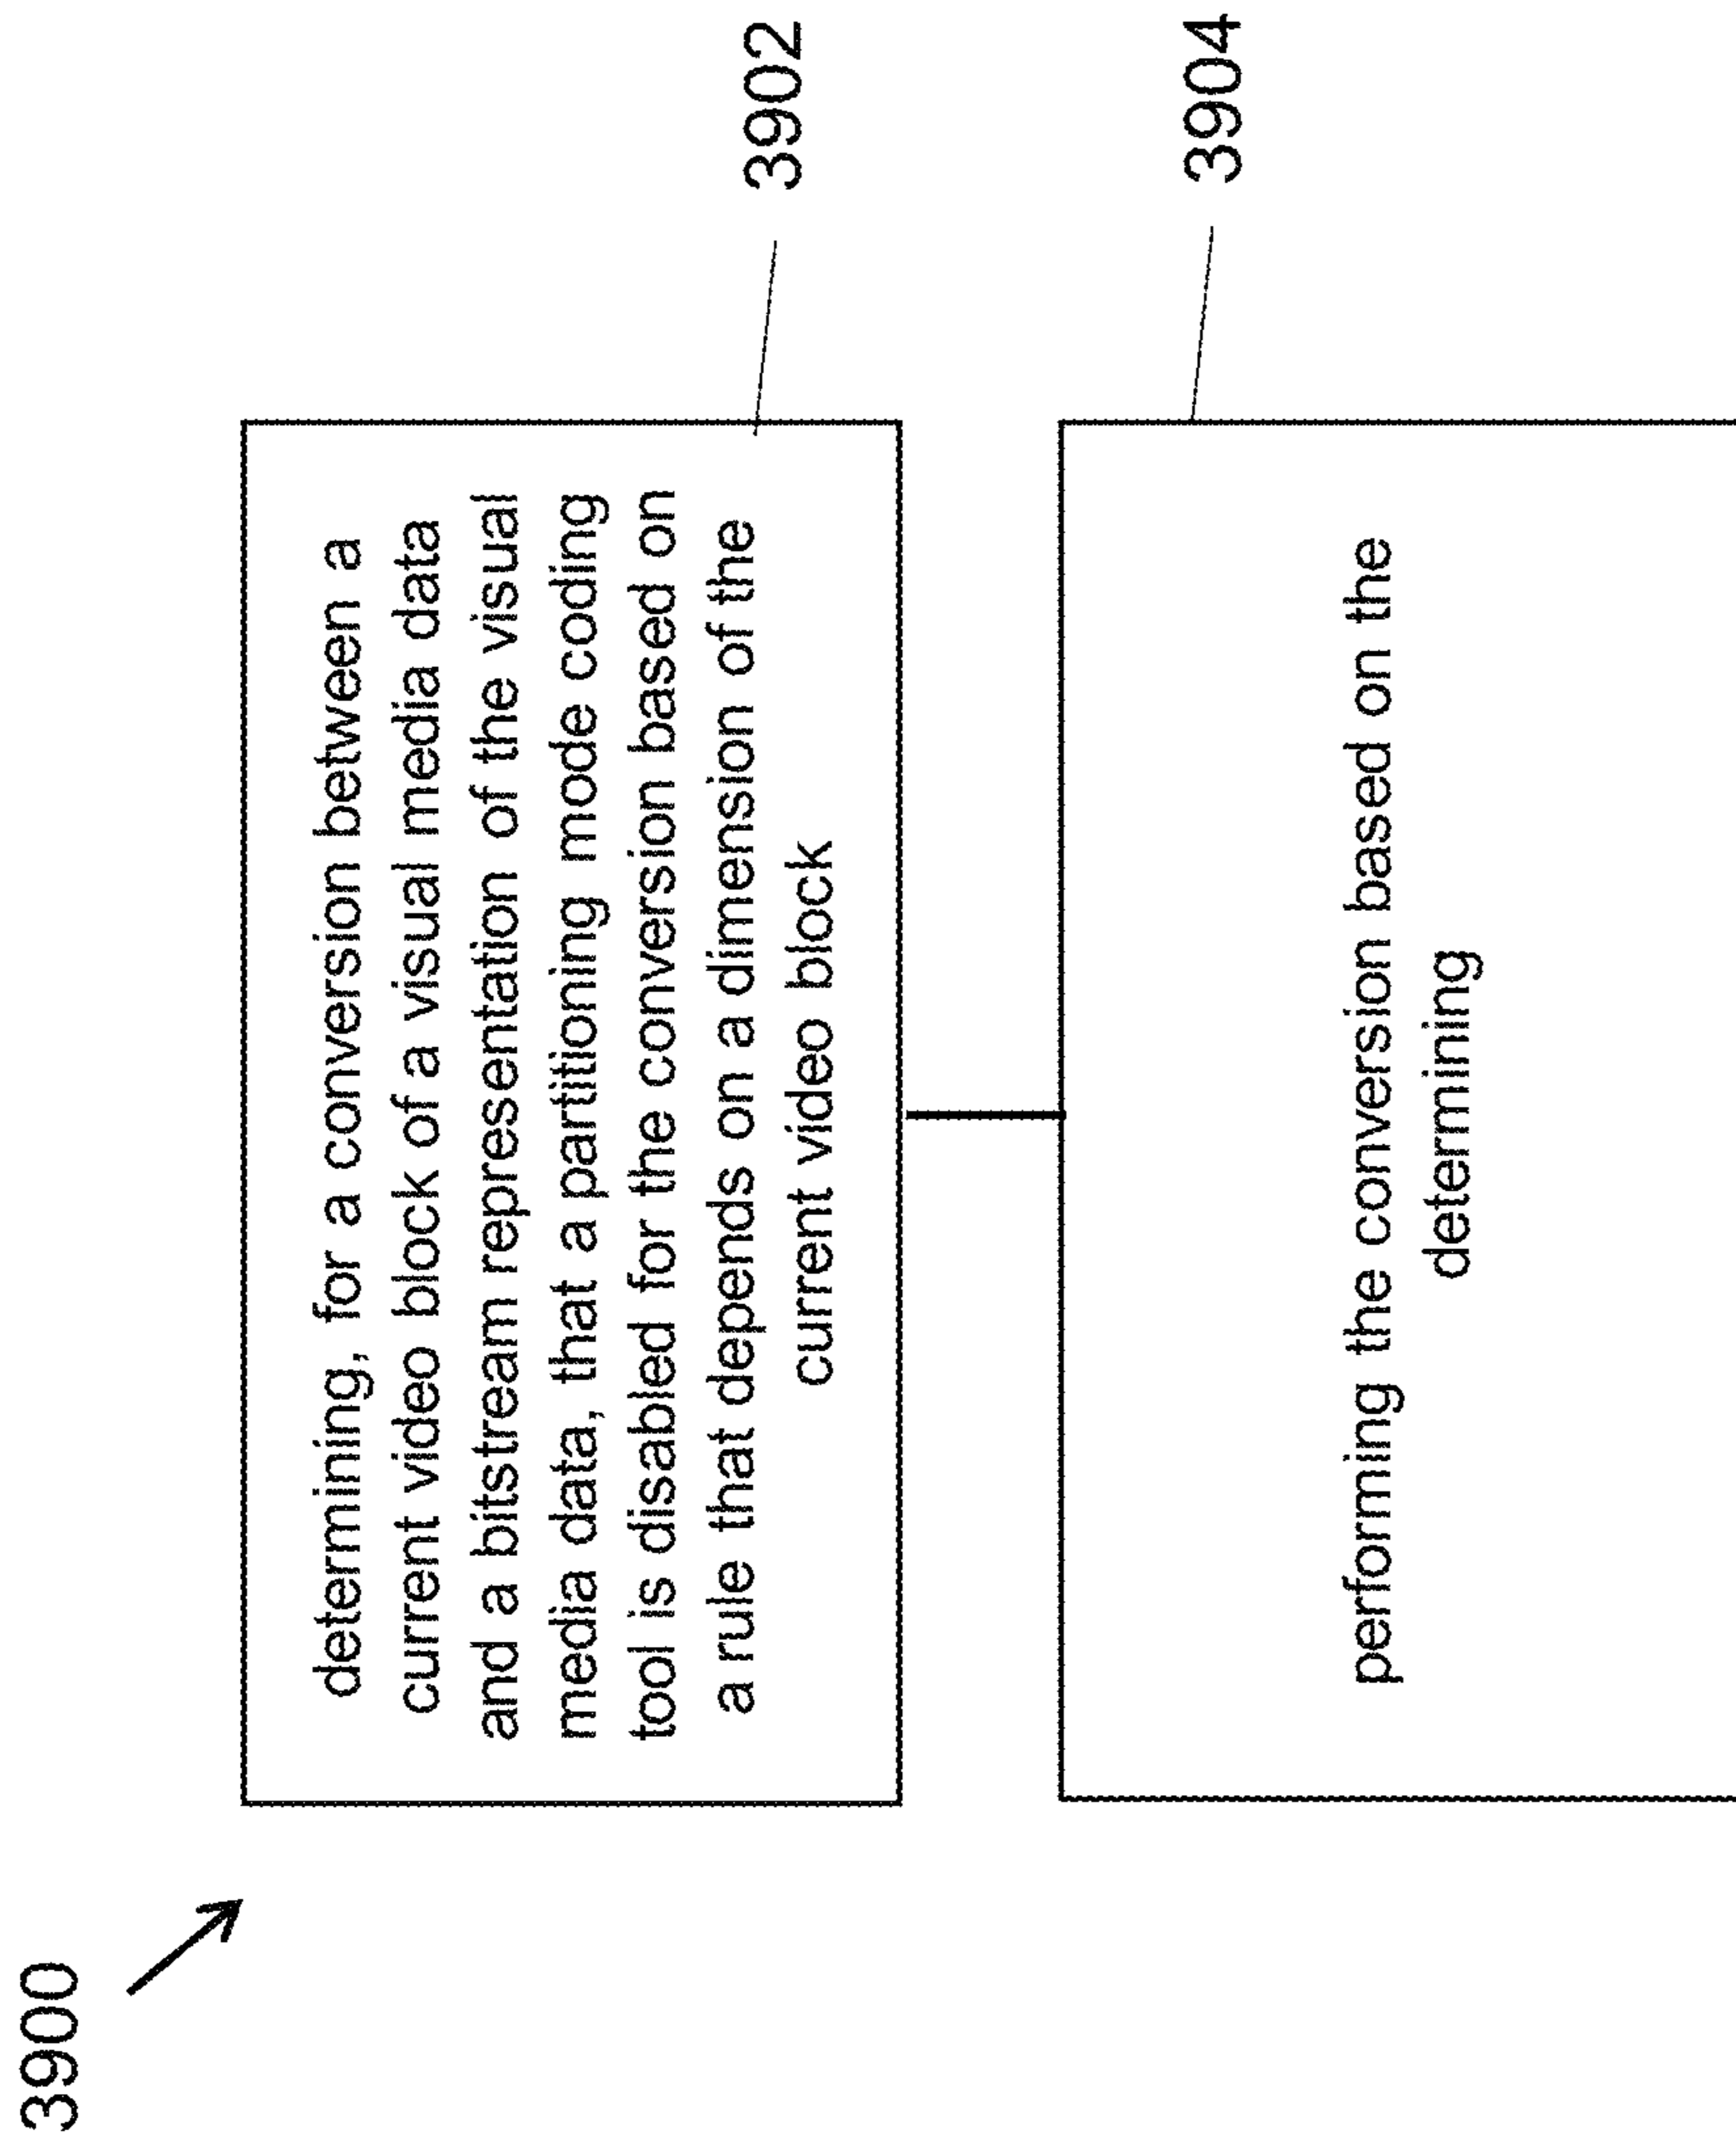 3900
determining, for a conversion between a
current video block of a visual media data
and a bitstream representation of the visual
media data, that a partitioning mode coding
tool is disabled for the conversion based on
a rule that depends on a dimension of the
current video block
3902
performing the conversion based on the
determining
3904